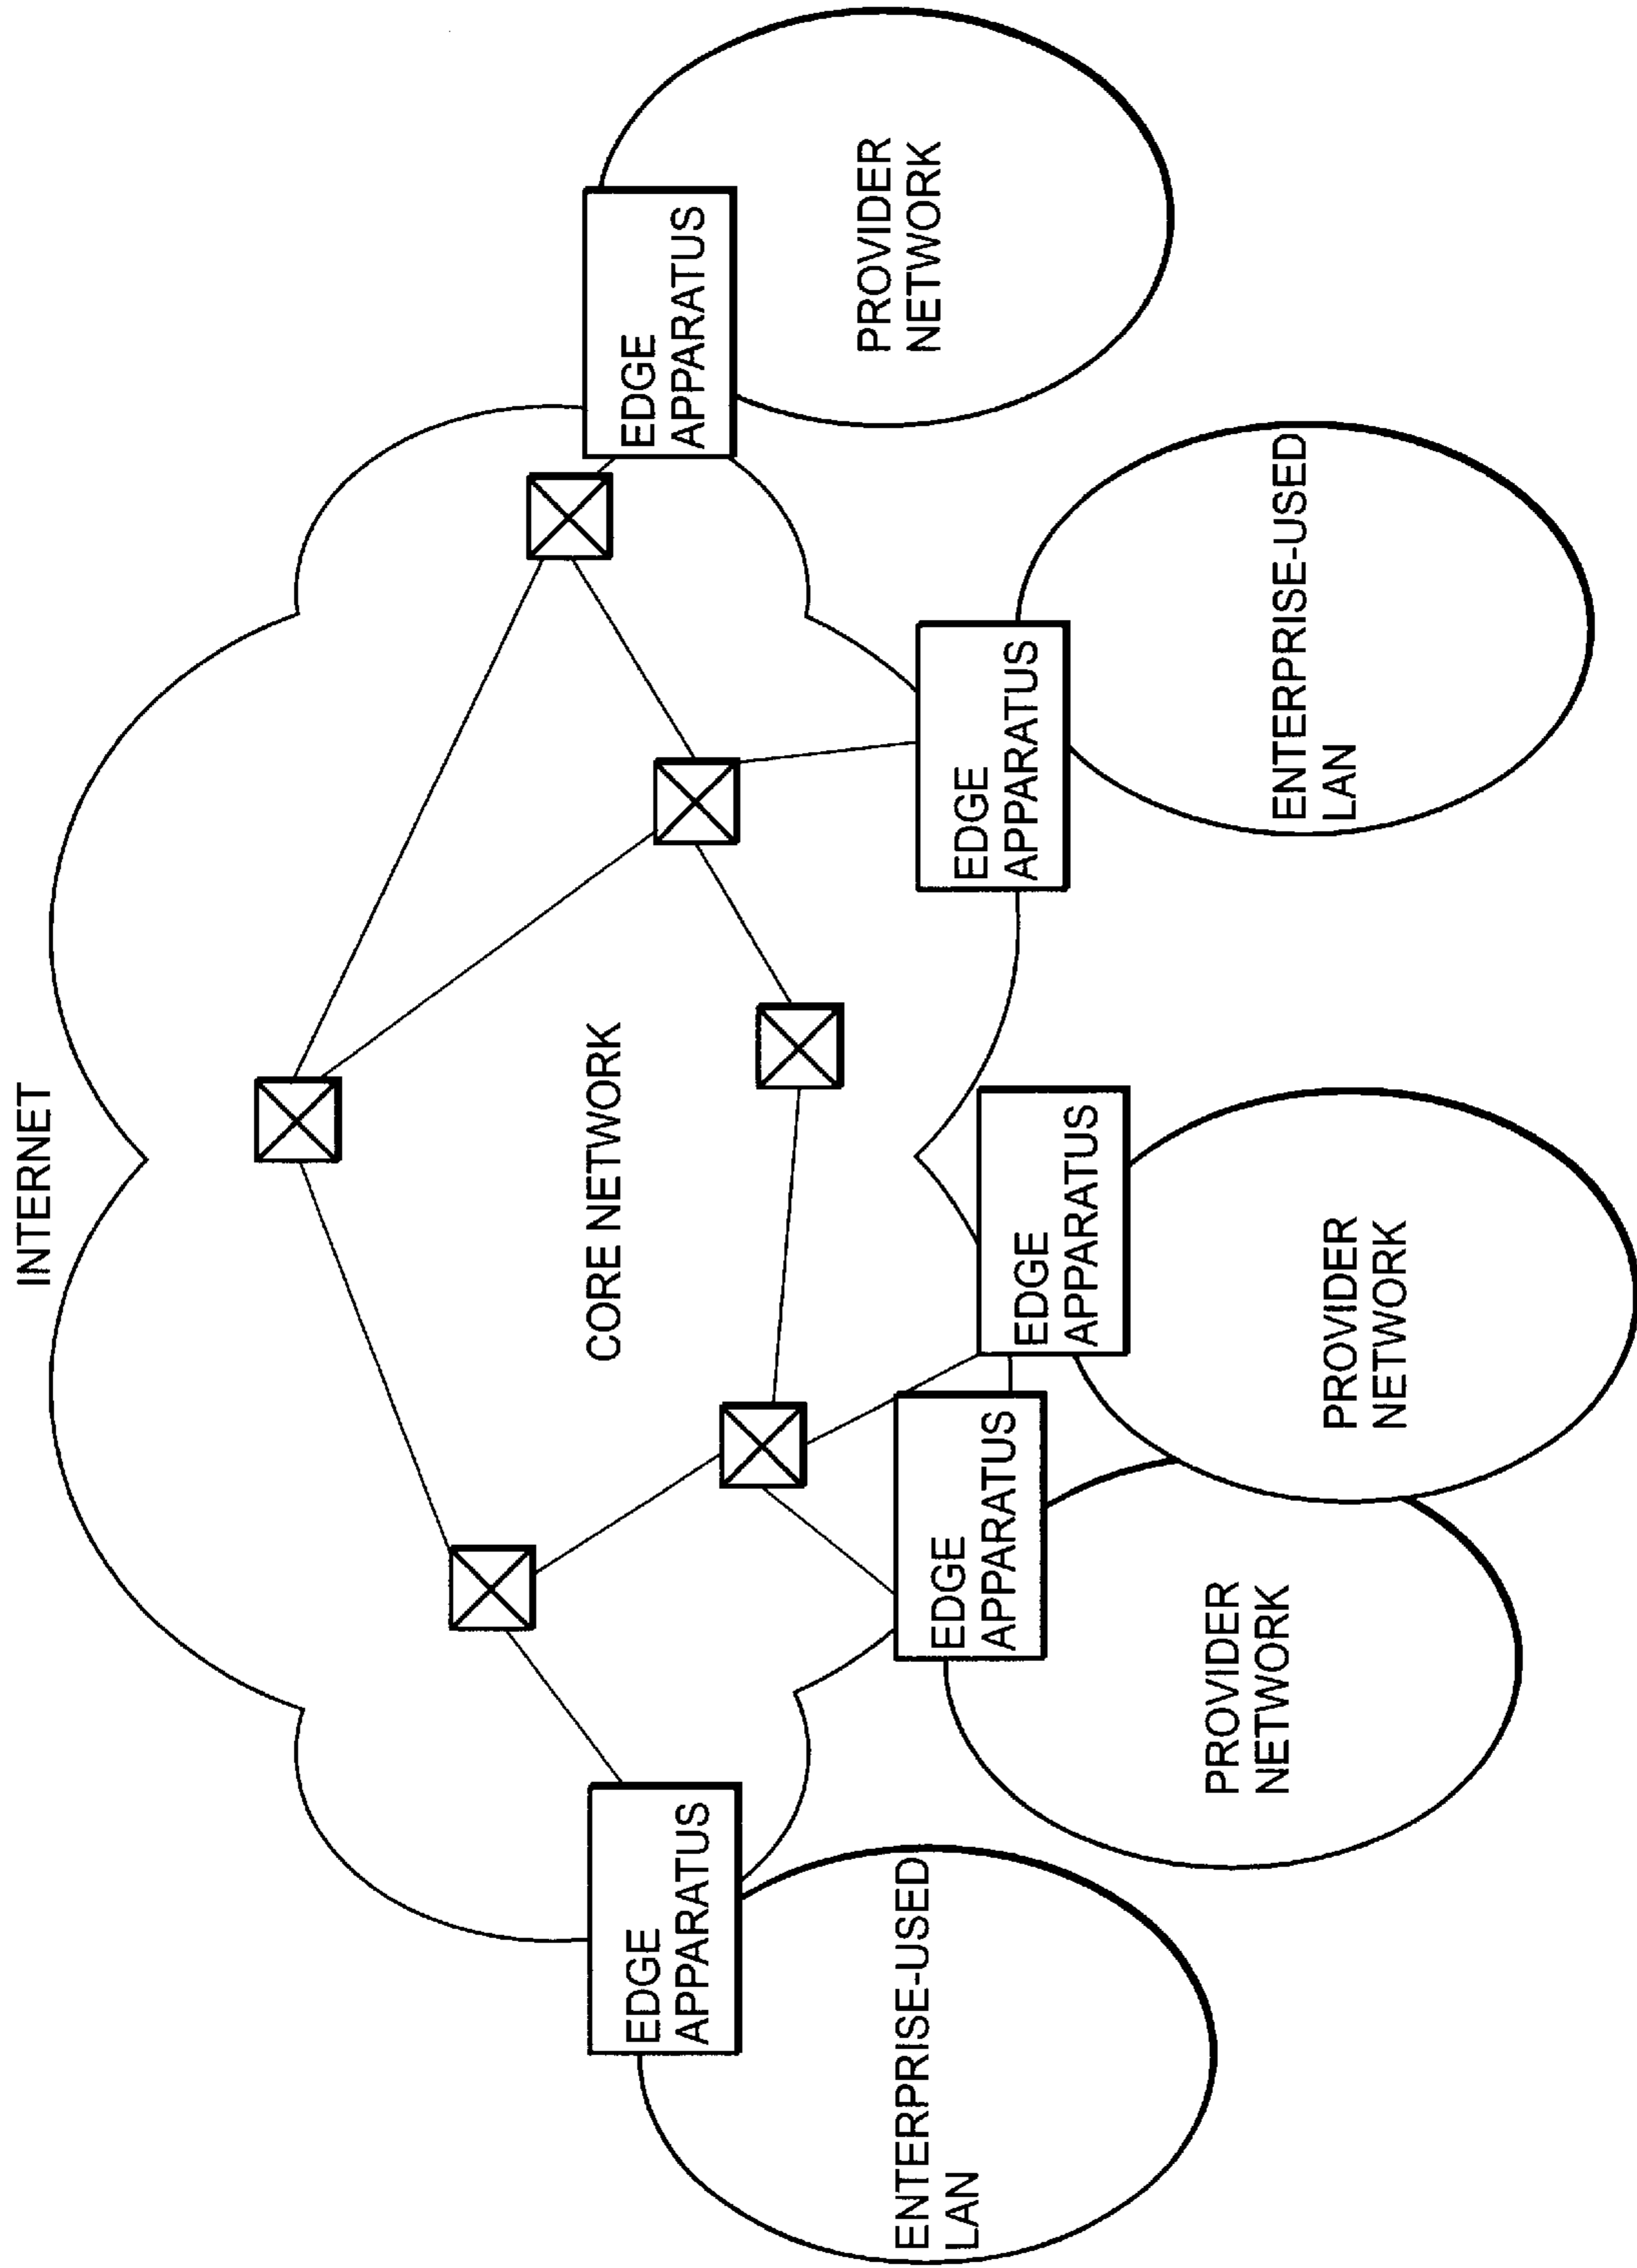 INTERNET
CORE NETWORK
EDGE
APPARATUS
ENTERPRISE-USED
LAN
EDGE
APPARATUS
PROVIDER
NETWORK
EDGE
APPARATUS
PROVIDER
NETWORK
EDGE
APPARATUS
ENTERPRISE-USED
LAN
EDGE
APPARATUS
PROVIDER
NETWORK